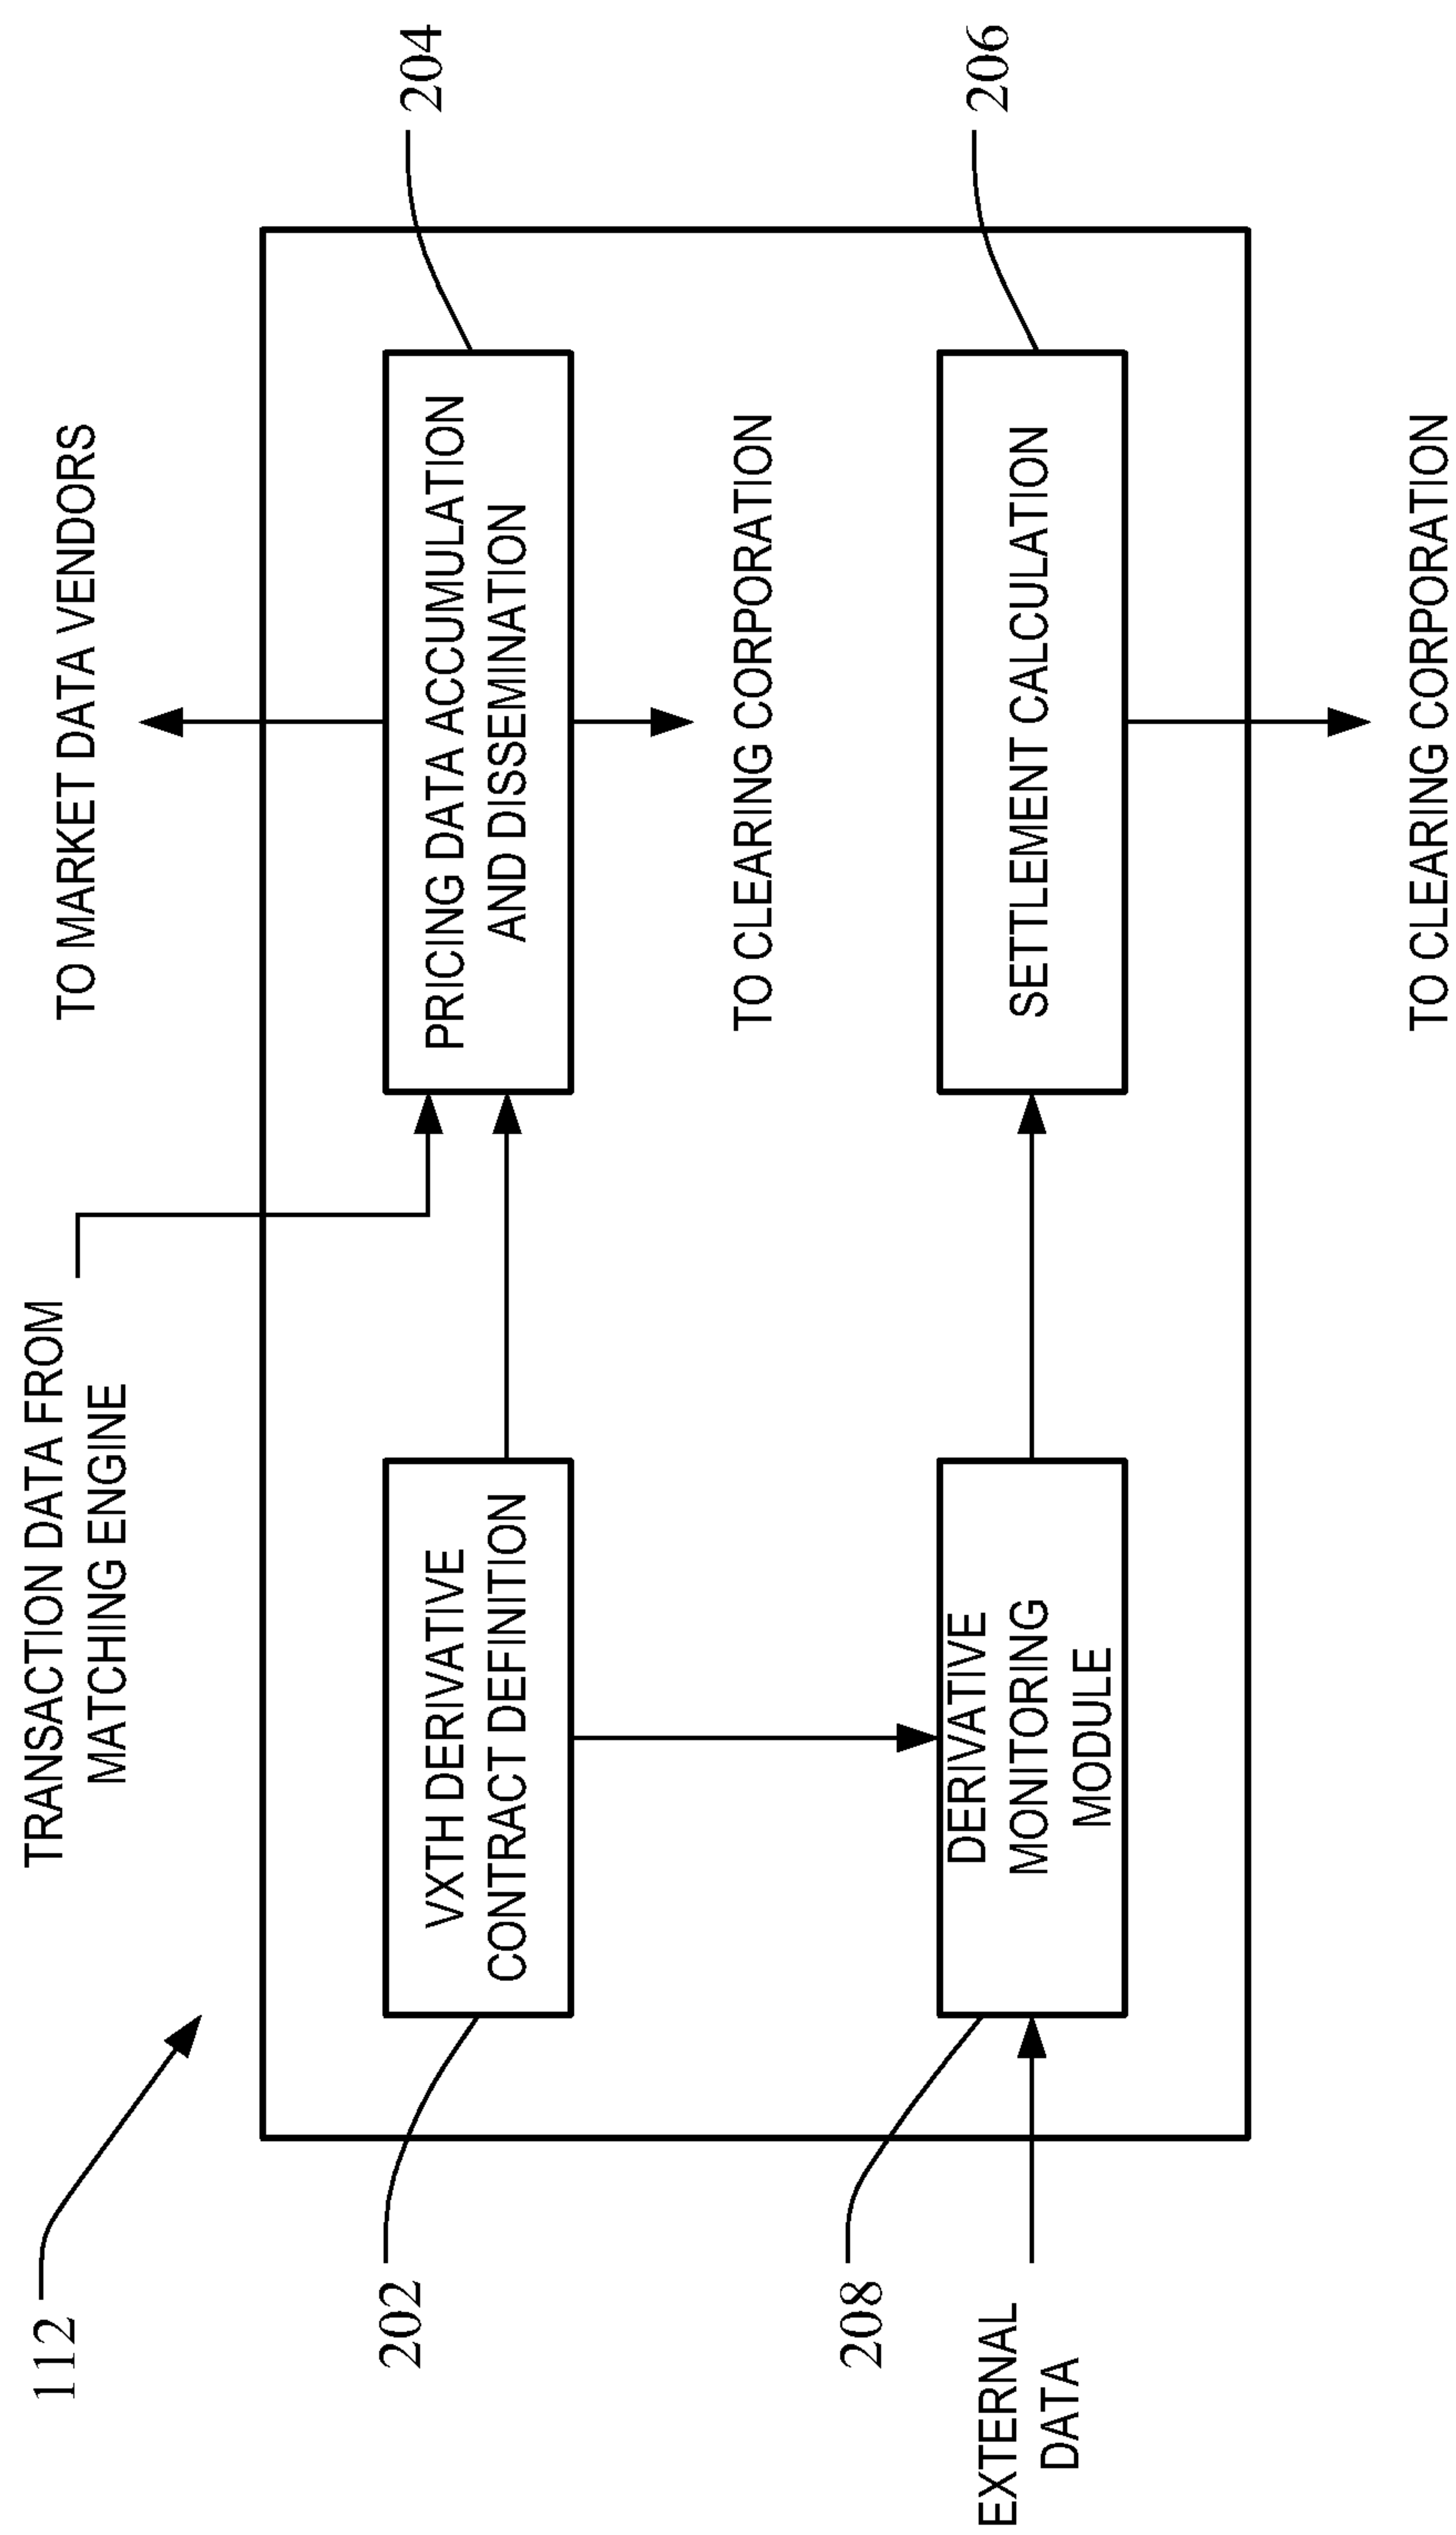 112
TRANSACTION DATA FROM
MATCHING ENGINE
TO MARKET DATA VENDORS
204
202
VXTH DERIVATIVE
CONTRACT DEFINITION
PRICING DATA ACCUMULATION
AND DISSEMINATION
TO CLEARING CORPORATION
208
206
EXTERNAL
DATA
DERIVATIVE
MONITORING
MODULE
SETTLEMENT CALCULATION
TO CLEARING CORPORATION